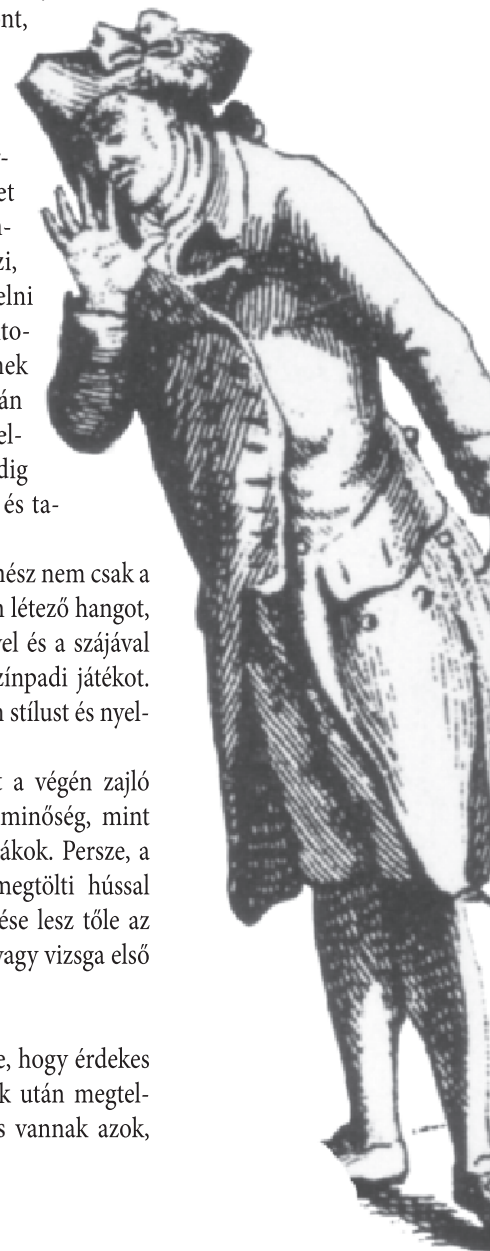 nt,
r-
et
n-
zi,
elni
to-
nek
án
el-
dig
és ta-
nész nem csak a
n létező hangot,
vel és a szájával
zínpadi játékot.
n stílust és nyel-
t a végén zajló
minőség, mint
ákok. Persze, a
megtölti hússal
ése lesz tőle az
vagy vizsga első
e, hogy érdekes
k után megtel-
s vannak azok,